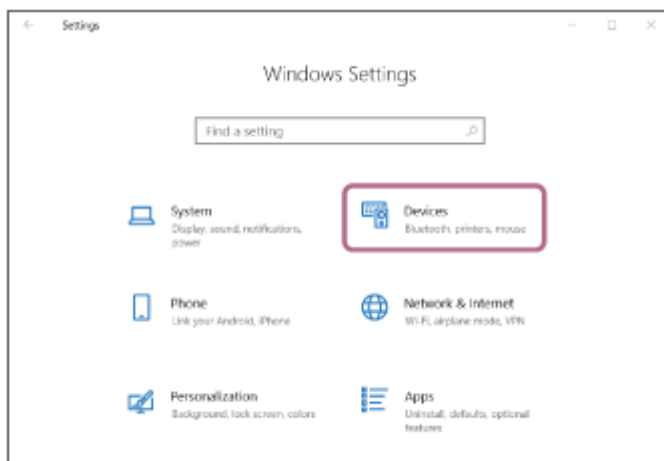 Settings
Windows Settings
Find a setting
System
Display, sound, notifications,
power
Devices
Bluetooth, printers, mouse
Phone
Link your Android, iPhone
Network & Internet
Wi-Fi, airplane mode, VPN
Personalization
Background, lock screen, colors
Apps
Uninstall, defaults, optional
features